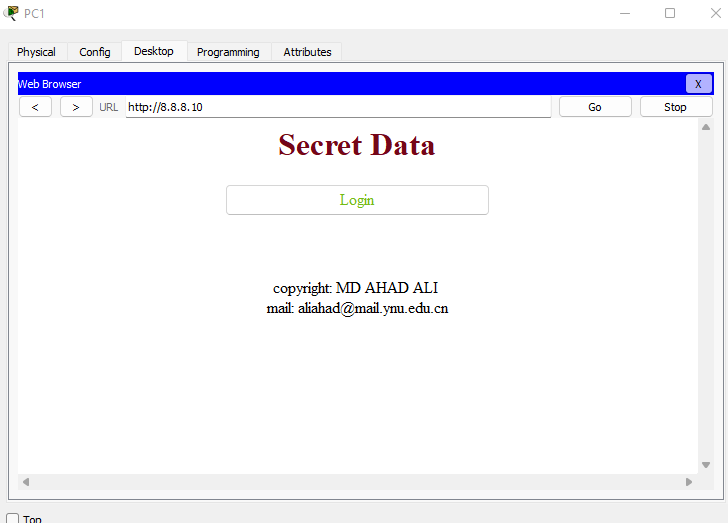 PC1
Physical Config Desktop Programming Attributes
Web Browser X
< > URL http://8.8.8.10 Go Stop
Secret Data
Login
copyright: MD AHAD ALI
mail: aliahad@mail.ynu.edu.cn
Top